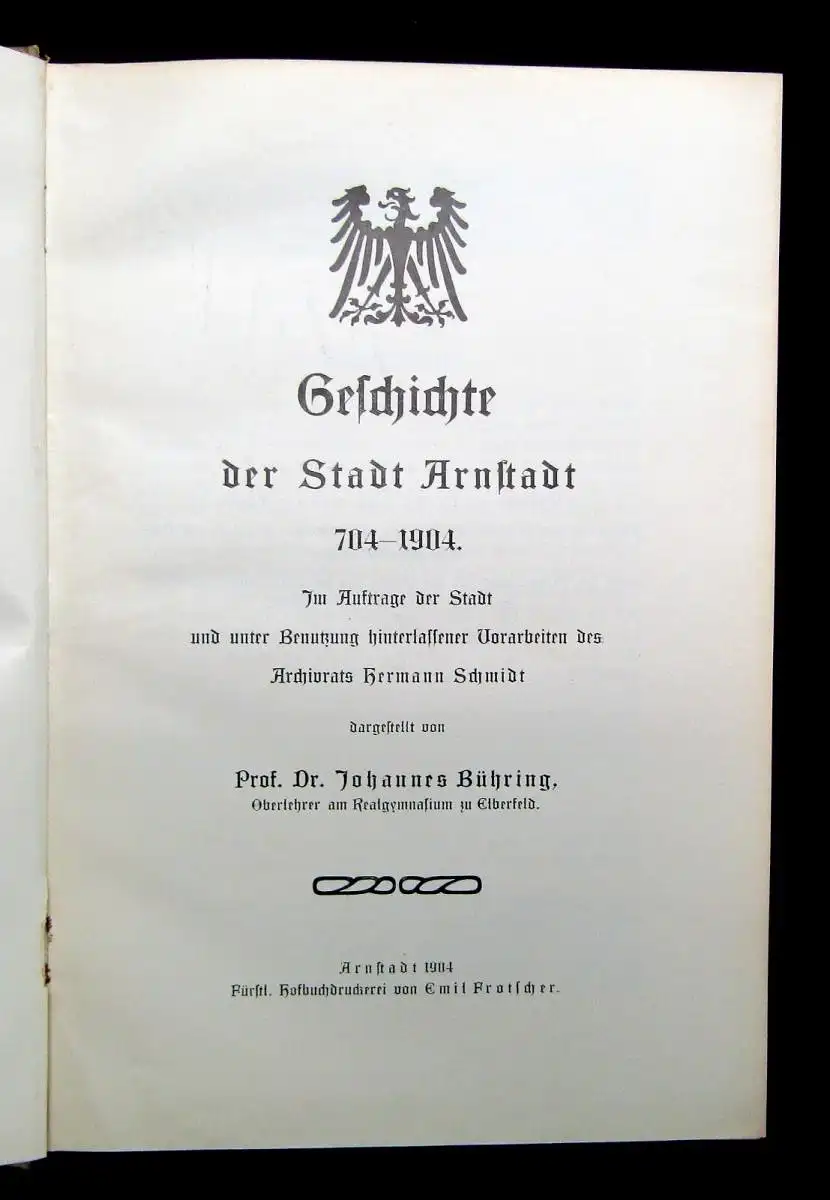 Geſchichte
der Stadt Arnſtadt
704–1904.
Im Auftrage der Stadt
und unter Benutzung hinterlaſſener Vorarbeiten des
Archivrats Hermann Schmidt
dargeſtellt von
Prof. Dr. Johannes Bühring,
Oberlehrer am Realgymnaſium zu Elberfeld.
Arnſtadt 1904
Fürſtl. Hofbuchdruckerei von Emil Frotſcher.